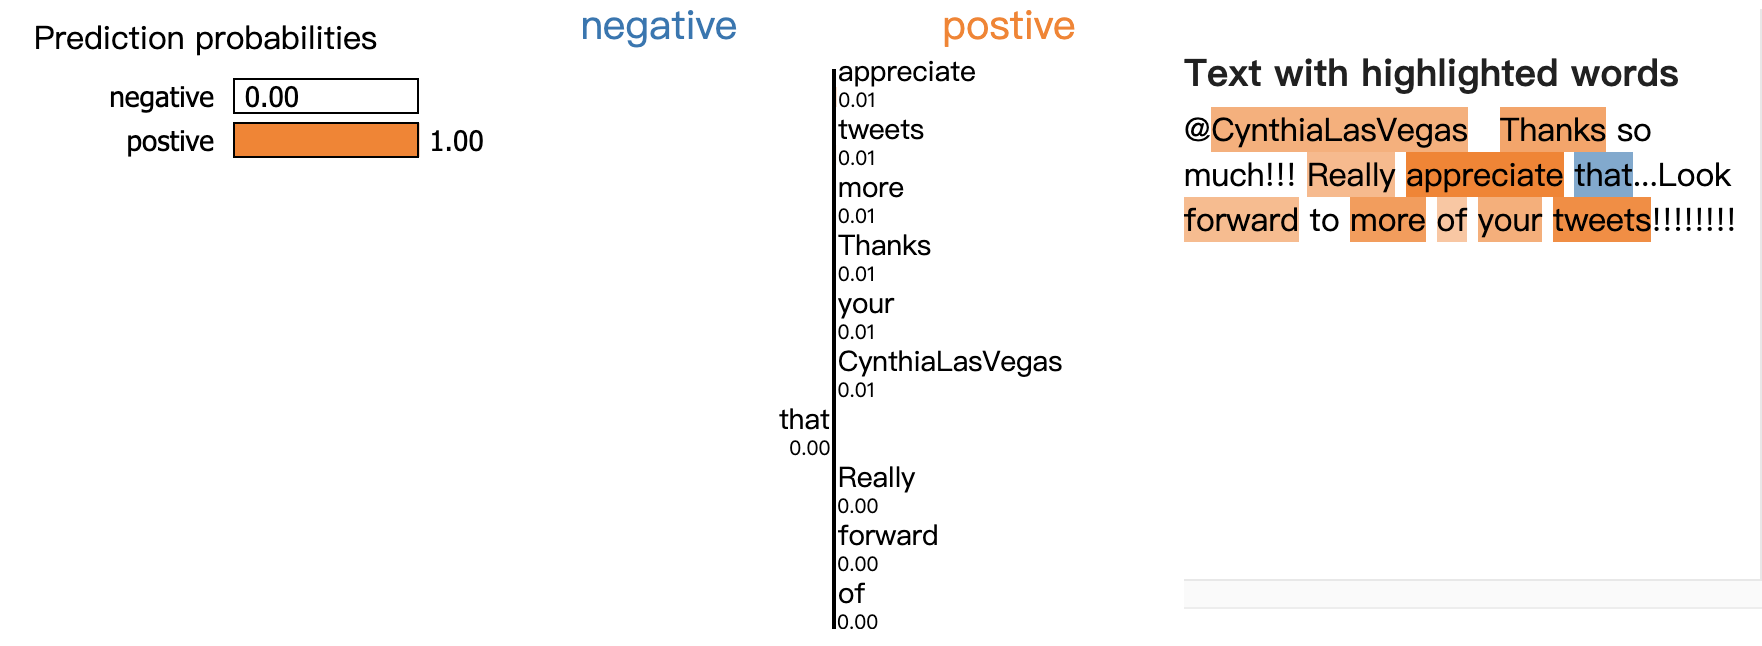 Prediction probabilities
negative 0.00
postive 1.00
negative postive
appreciate
0.01
tweets
0.01
more
0.01
Thanks
0.01
your
0.01
CynthiaLasVegas
0.01
that
0.00
Really
0.00
forward
0.00
of
0.00
Text with highlighted words
@CynthiaLasVegas Thanks so
much!!! Really appreciate that...Look
forward to more of your tweets!!!!!!!!